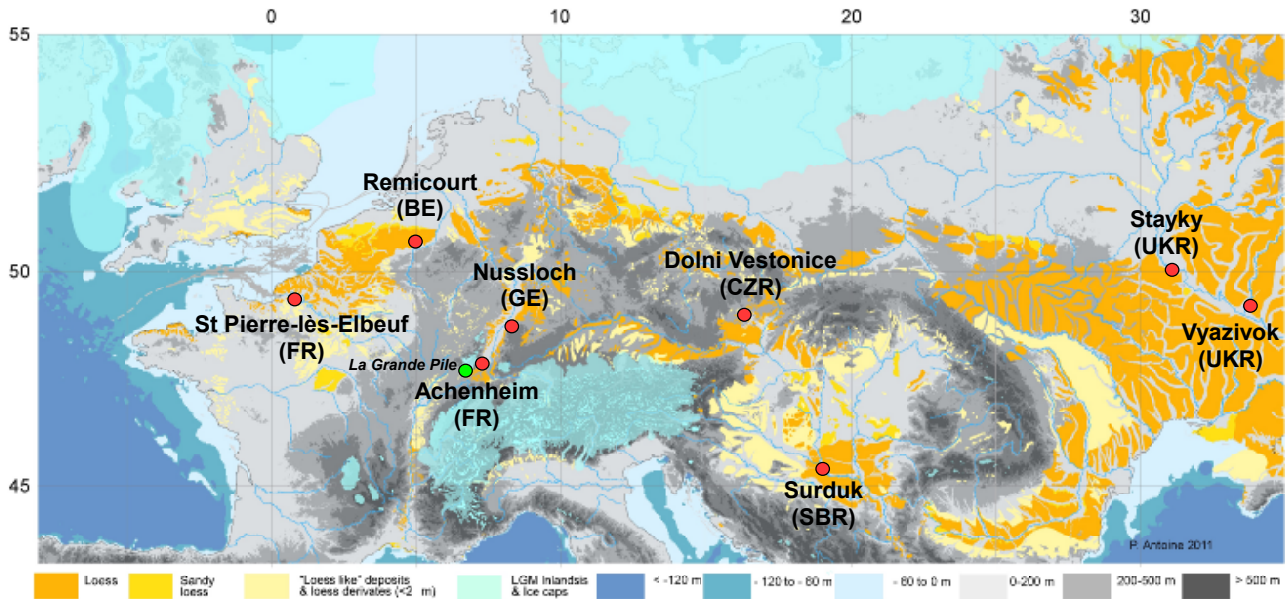 0 10 20 30
55
50
45
Remicourt
(BE)
Nussloch
(GE)
Dolni Vestonice
(CZR)
Stayky
(UKR)
Vyazivok
(UKR)
St Pierre-lès-Elbeuf
(FR)
La Grande Pile
Achenheim
(FR)
Surduk
(SBR)
P. Antoine 2011
Loess
Sandy
loess
"Loess like" deposits
& loess derivates (<2 m)
LGM Inlandsis
& Ice caps
< -120 m
- 120 to - 60 m
- 60 to 0 m
0-200 m
200-500 m
> 500 m